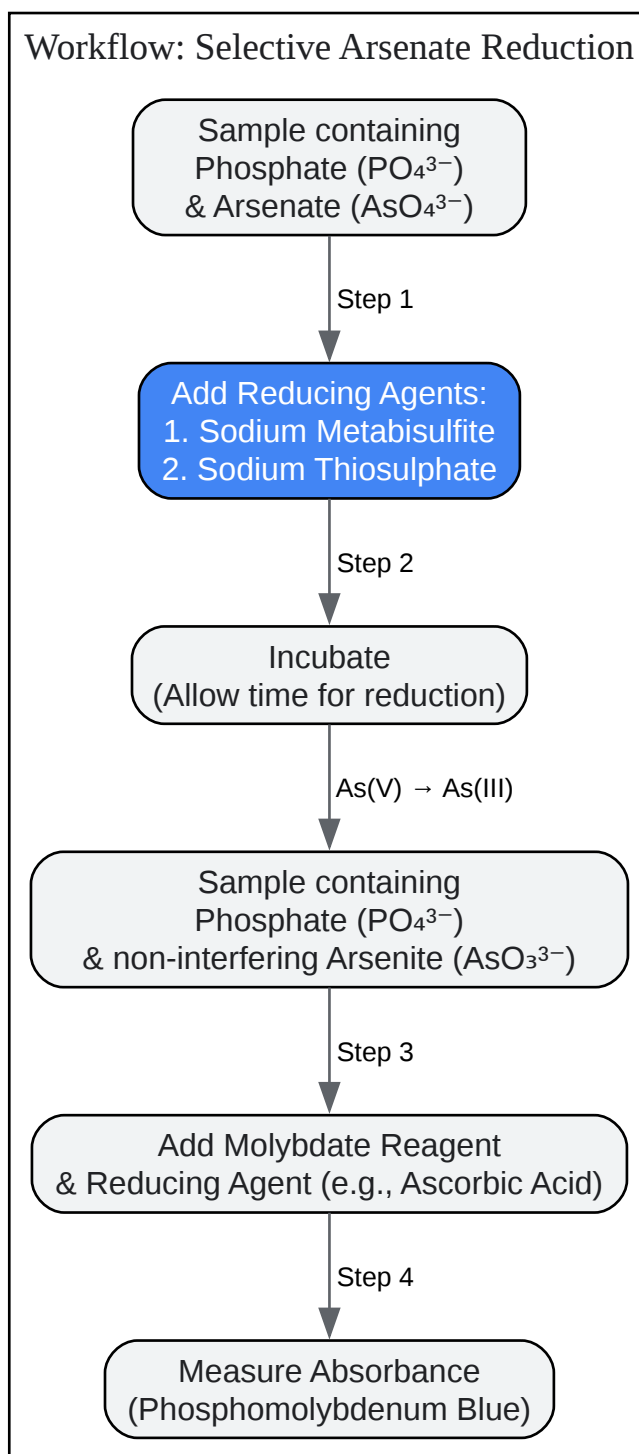 Workflow: Selective Arsenate Reduction
Sample containing
Phosphate (PO₄³⁻)
& Arsenate (AsO₄³⁻)
Step 1
Add Reducing Agents:
1. Sodium Metabisulfite
2. Sodium Thiosulphate
Step 2
Incubate
(Allow time for reduction)
As(V) → As(III)
Sample containing
Phosphate (PO₄³⁻)
& non-interfering Arsenite (AsO₃³⁻)
Step 3
Add Molybdate Reagent
& Reducing Agent (e.g., Ascorbic Acid)
Step 4
Measure Absorbance
(Phosphomolybdenum Blue)